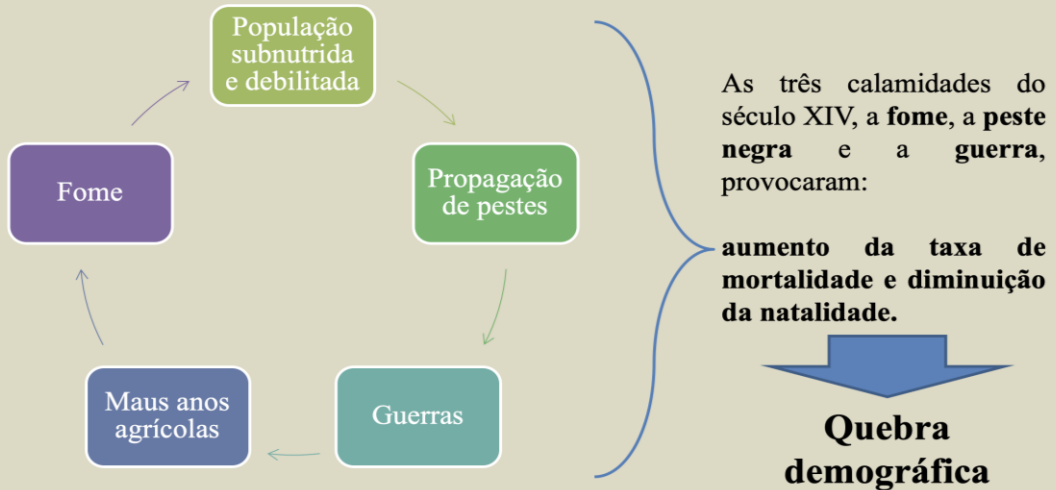 População
subnutrida
e debilitada
Propagação
de pestes
Guerras
Maus anos
agrícolas
Fome
As três calamidades do
século XIV, a fome, a peste
negra e a guerra,
provocaram:
aumento da taxa de
mortalidade e diminuição
da natalidade.
Quebra
demográfica